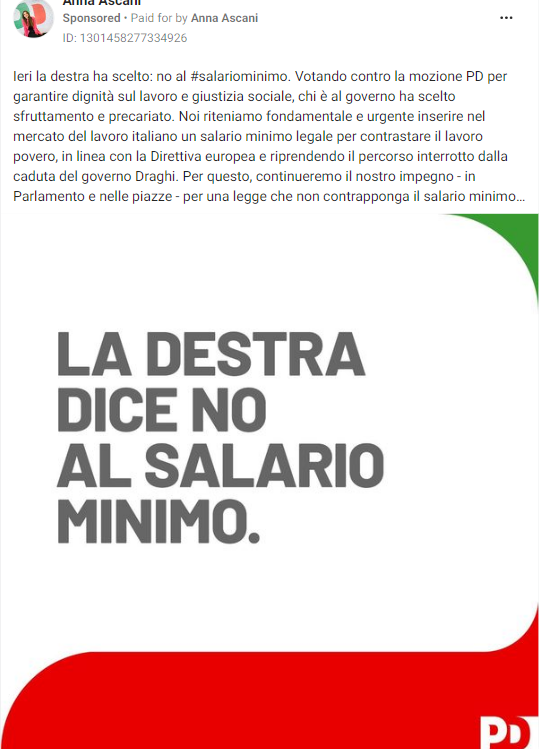 Anna Ascani
Sponsored • Paid for by Anna Ascani
ID: 1301458277334926
Ieri la destra ha scelto: no al #salariominimo. Votando contro la mozione PD per
garantire dignità sul lavoro e giustizia sociale, chi è al governo ha scelto
sfruttamento e precariato. Noi riteniamo fondamentale e urgente inserire nel
mercato del lavoro italiano un salario minimo legale per contrastare il lavoro
povero, in linea con la Direttiva europea e riprendendo il percorso interrotto dalla
caduta del governo Draghi. Per questo, continueremo il nostro impegno - in
Parlamento e nelle piazze - per una legge che non contrapponga il salario minimo...
LA DESTRA
DICE NO
AL SALARIO
MINIMO.
PD